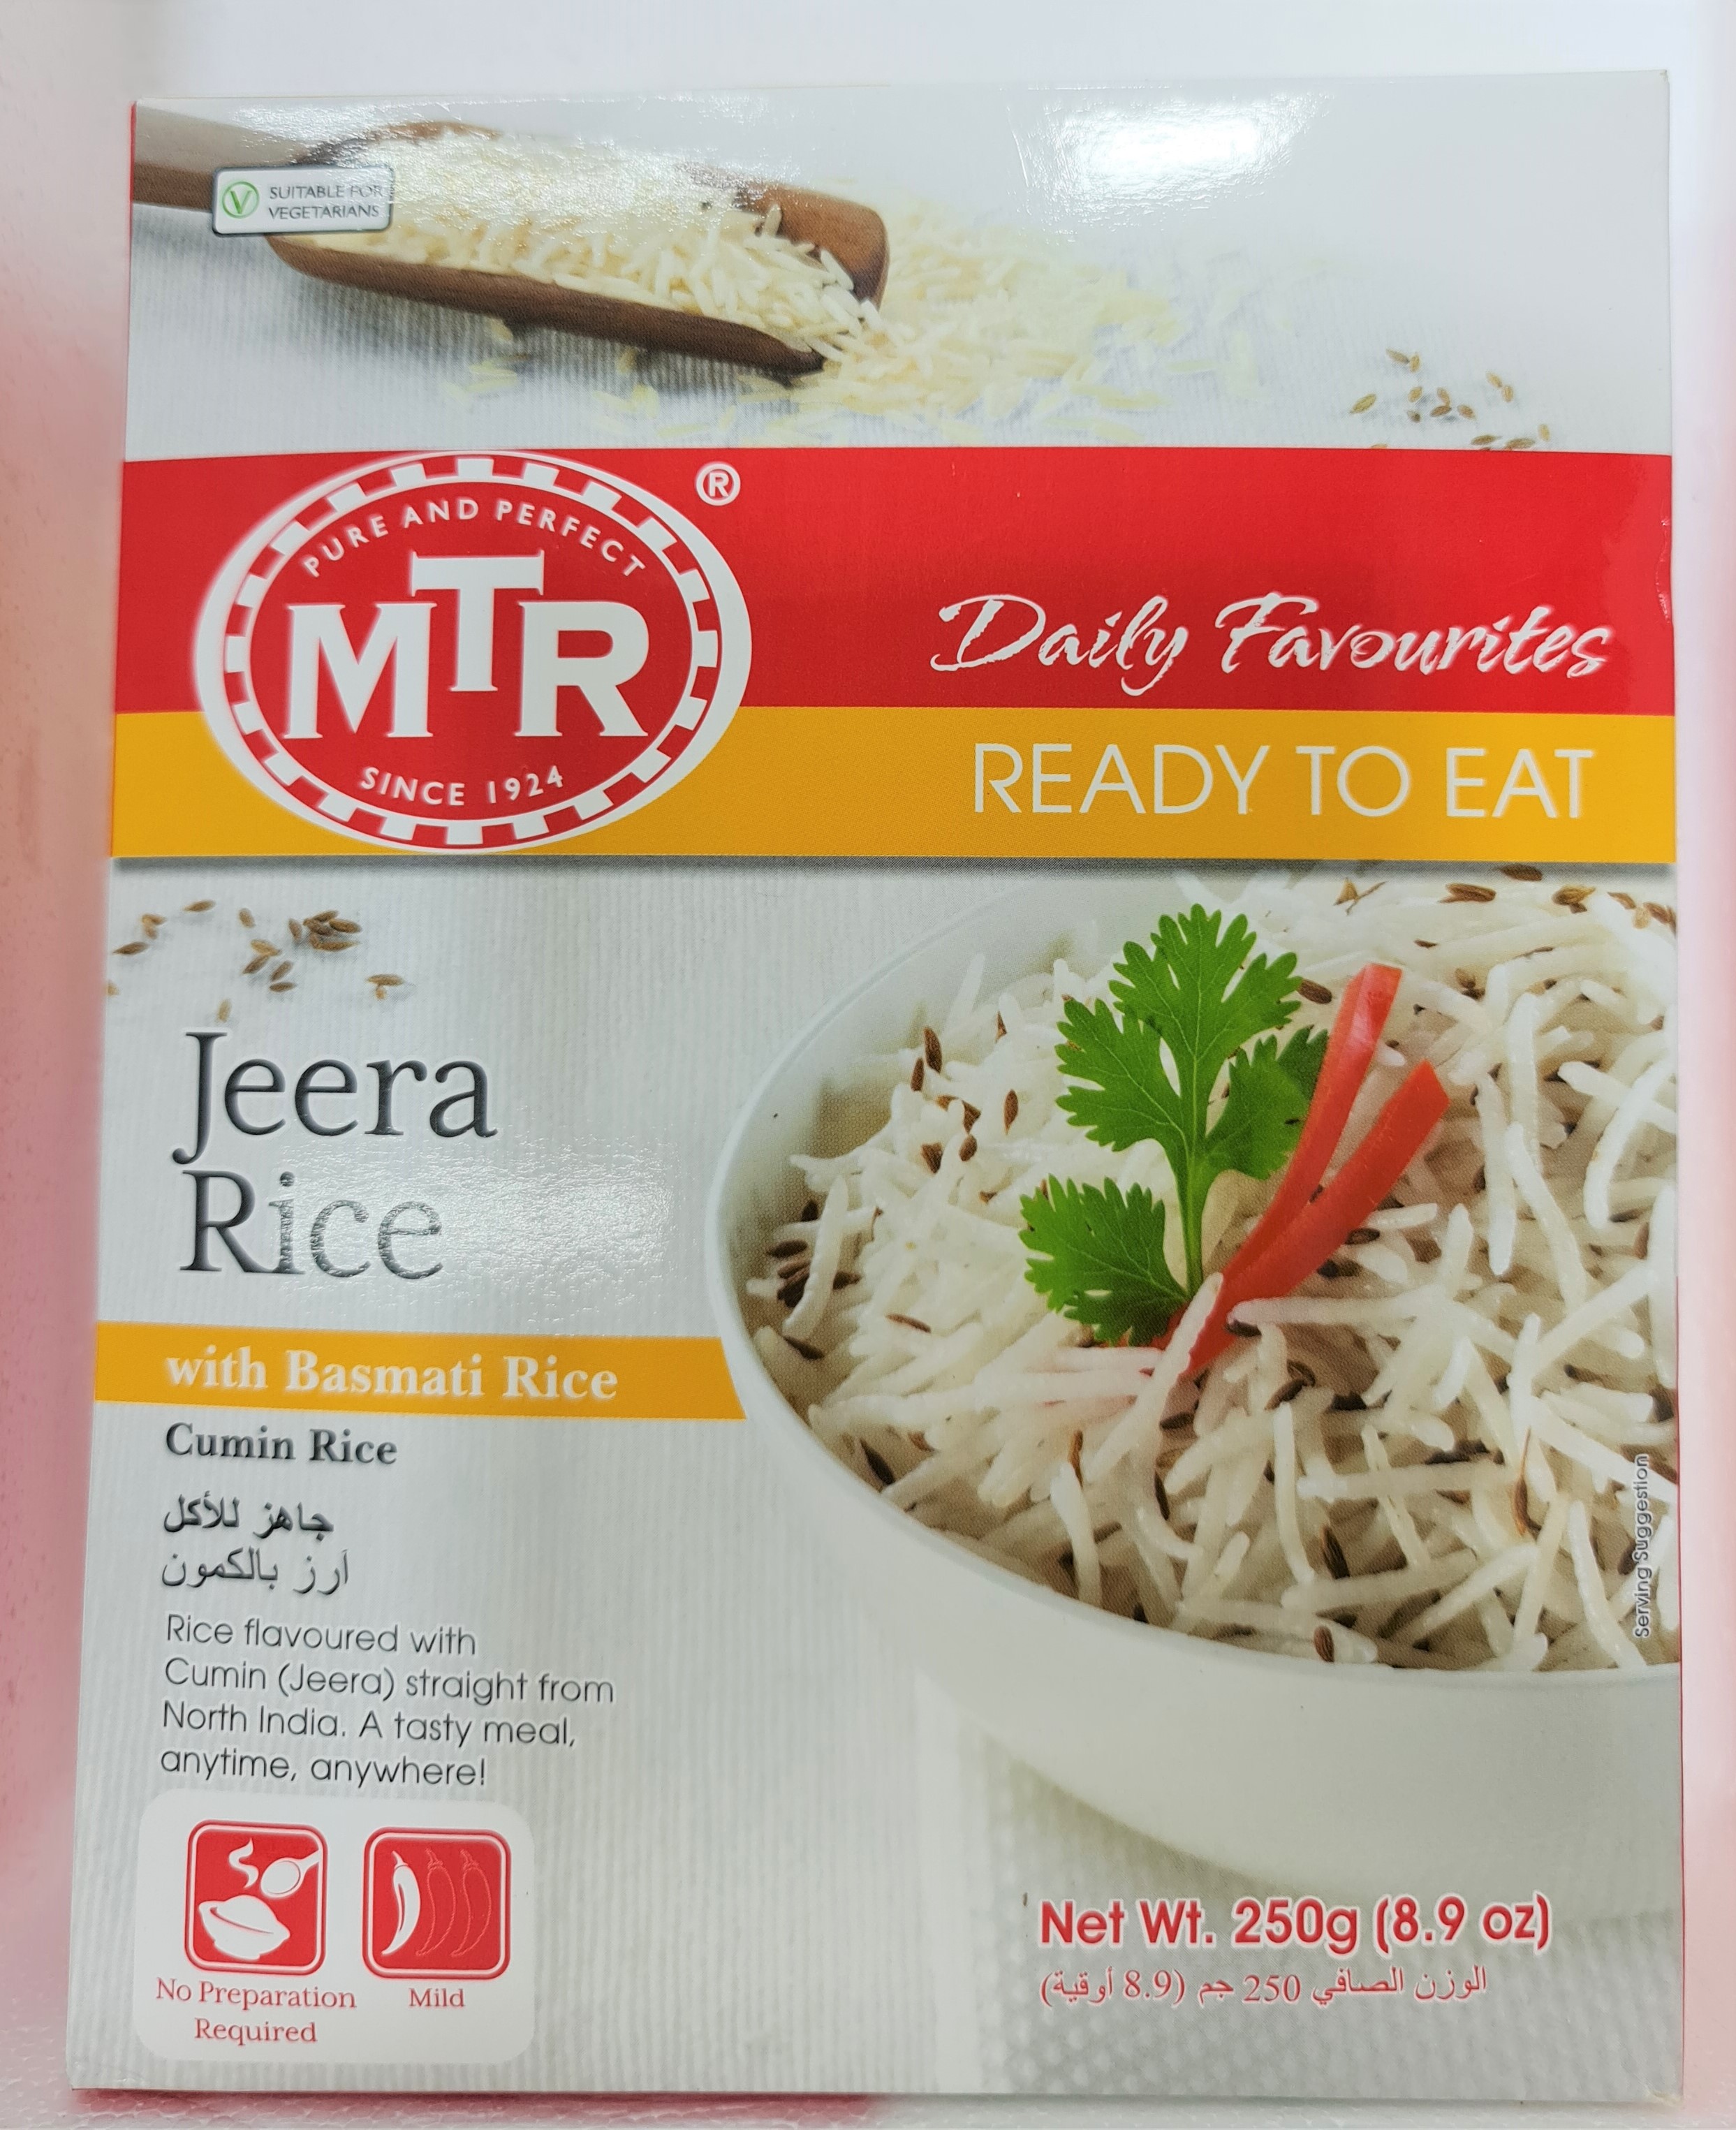 SUITABLE FOR
VEGETARIANS
®
PURE AND PERFECT
MTR
SINCE 1924
Daily Favourites
READY TO EAT
Jeera
Rice
with Basmati Rice
Cumin Rice
جاهز للأكل
أرز بالكمون
Rice flavoured with
Cumin (Jeera) straight from
North India. A tasty meal,
anytime, anywhere!
Serving Suggestion
No Preparation
Required
Mild
Net Wt. 250g (8.9 oz)
الوزن الصافي 250 جم (8.9 أوقية)